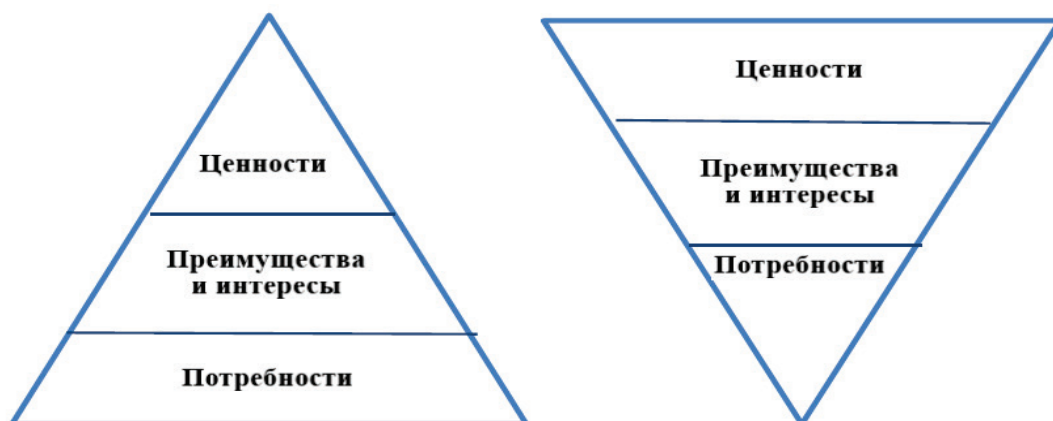 Ценности
Преимущества
и интересы
Потребности
Ценности
Преимущества
и интересы
Потребности